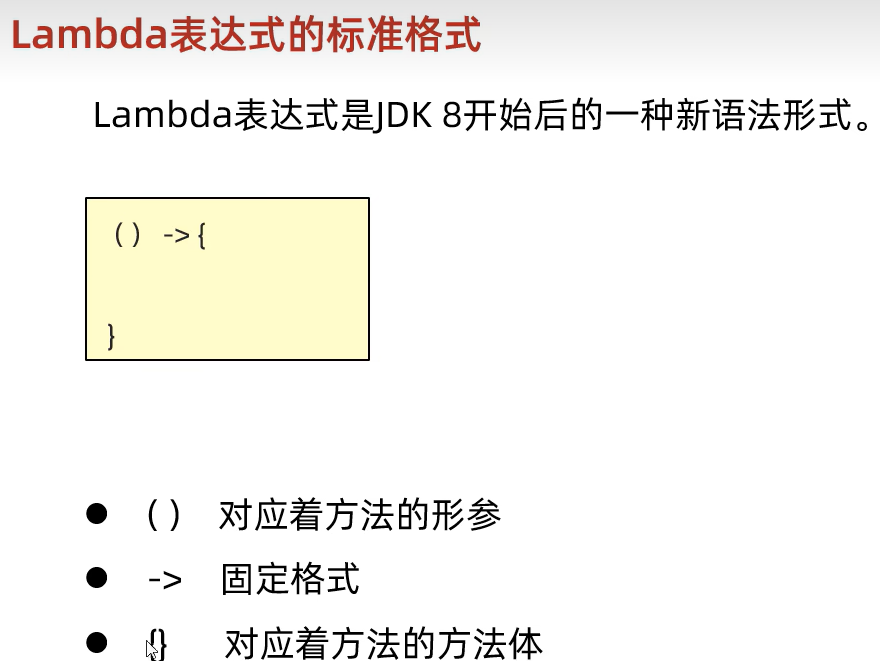 Lambda表达式的标准格式
Lambda表达式是JDK 8开始后的一种新语法形式。
() ->{
}
● () 对应着方法的形参
● -> 固定格式
● {} 对应着方法的方法体